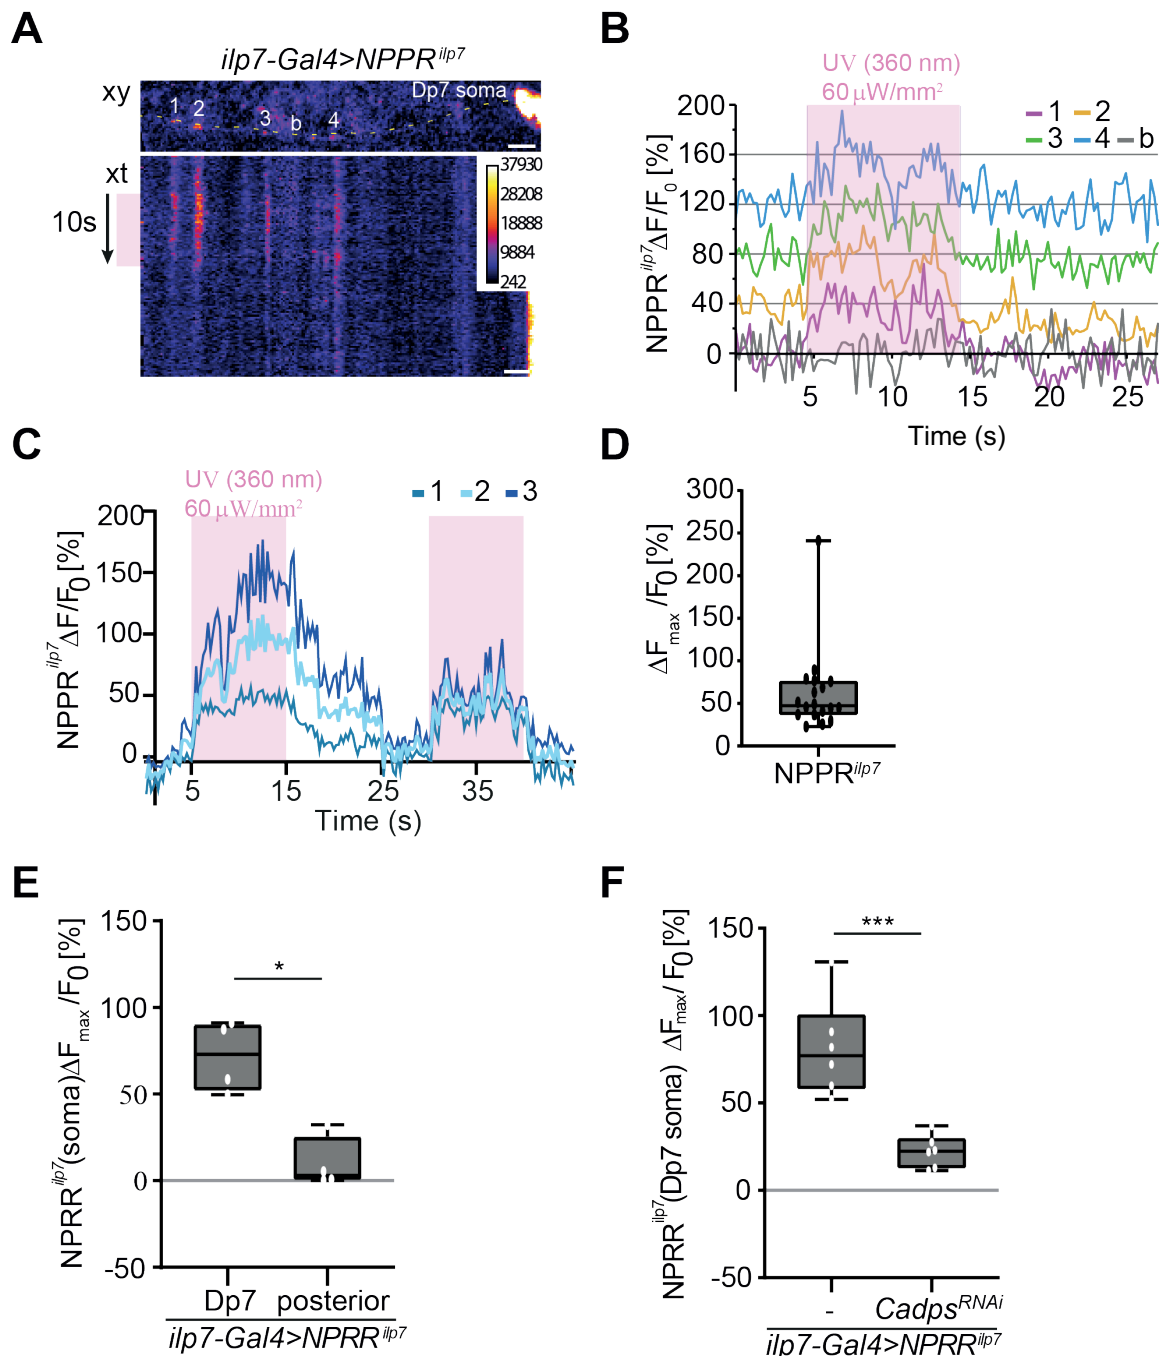 A
ilp7-Gal4>NPPR^ilp7
xy
1
2
3
b
4
Dp7 soma
xt
10s
37930
28208
18888
9884
242
B
UV (360 nm)
60 μW/mm²
1 2
3 4 b
NPPR^ilp7 ΔF/F0 [%]
200
160
120
80
40
0
5 10 15 20 25
Time (s)
C
UV (360 nm)
60 μW/mm²
1 2 3
NPPR^ilp7 ΔF/F0 [%]
200
150
100
50
0
5 15 25 35
Time (s)
D
ΔFmax /F0 [%]
300
250
200
150
100
50
0
NPPR^ilp7
E
NPRR^ilp7(soma)ΔFmax /F0 [%]
150
100
50
0
-50
*
Dp7 posterior
ilp7-Gal4>NPRR^ilp7
F
NPRR^ilp7(Dp7 soma) ΔFmax/ F0 [%]
150
100
50
0
-50
***
- Cadps^RNAi
ilp7-Gal4>NPRR^ilp7